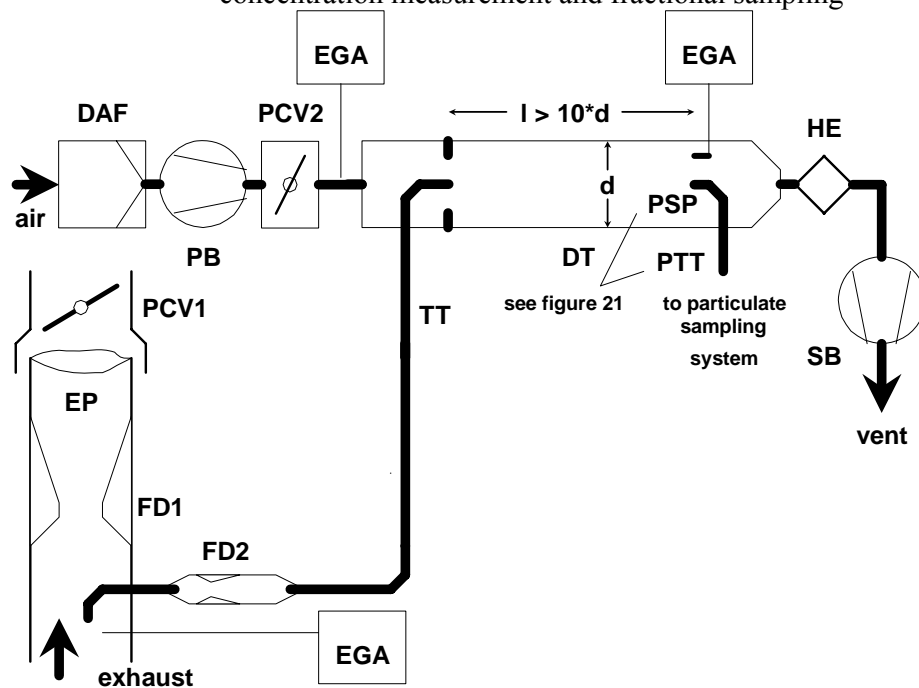 concentration measurement and fractional sampling
EGA
EGA
DAF
PCV2
l > 10*d
HE
air
d
PSP
PB
DT
PTT
PCV1
see figure 21
to particulate
sampling
system
TT
SB
EP
vent
FD1
FD2
EGA
exhaust